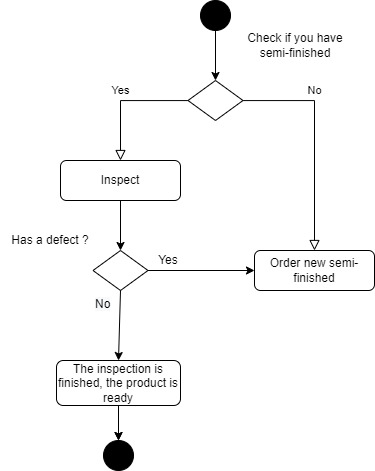 Check if you have
semi-finished
Yes
No
Inspect
Has a defect ?
Yes
Order new semi-
finished
No
The inspection is
finished, the product is
ready